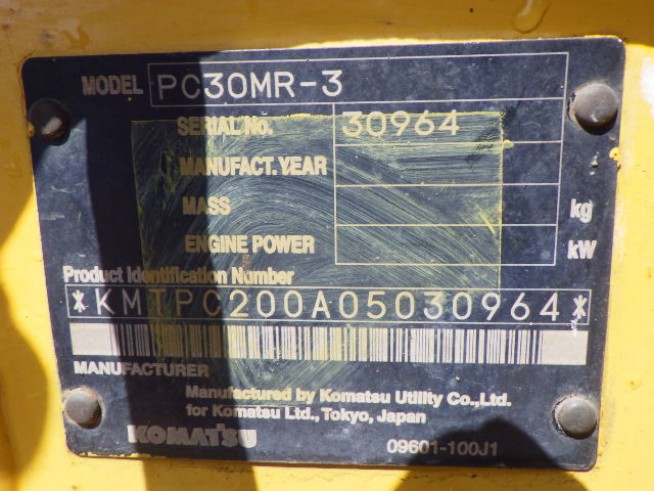 MODEL PC30MR-3
SERIAL No. 30964
MANUFACT. YEAR
MASS kg
ENGINE POWER kW
Product Identification Number
*KMTPC200A05030964*
MANUFACTURER
Manufactured by Komatsu Utility Co.,Ltd.
for Komatsu Ltd., Tokyo, Japan
KOMATSU 09601-100J1